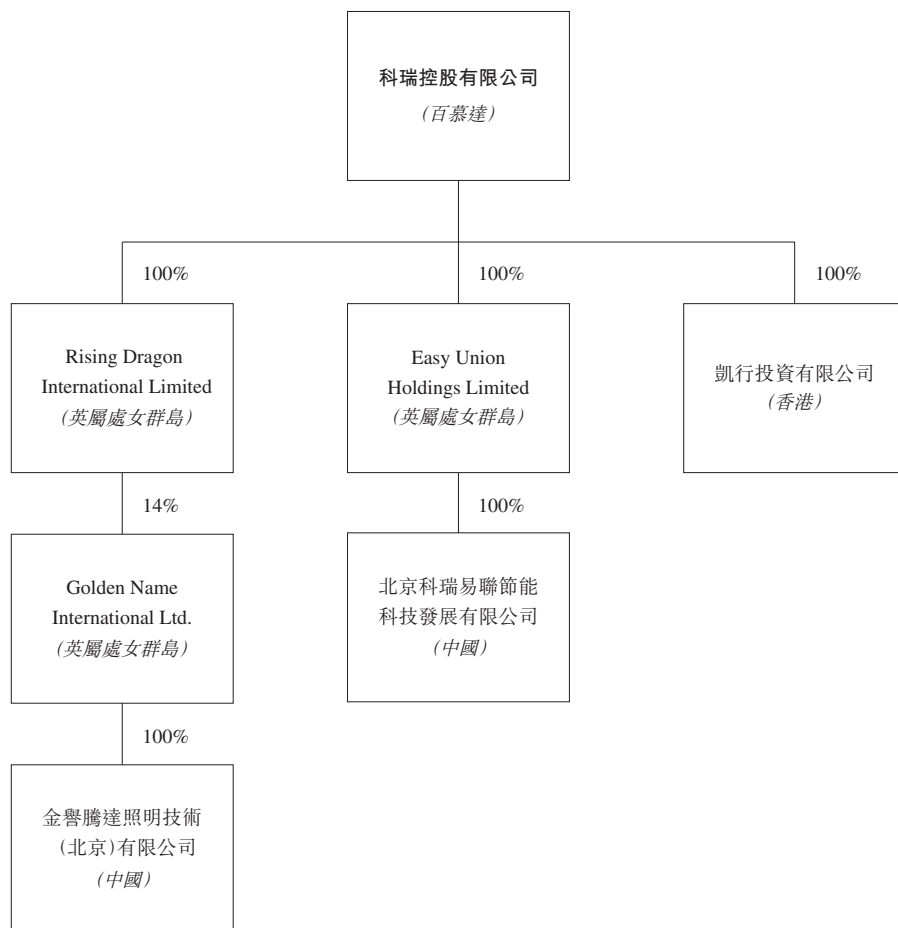 科瑞控股有限公司
(百慕達)
100%
100%
100%
Rising Dragon
International Limited
(英屬處女群島)
Easy Union
Holdings Limited
(英屬處女群島)
凱行投資有限公司
(香港)
14%
100%
Golden Name
International Ltd.
(英屬處女群島)
北京科瑞易聯節能
科技發展有限公司
(中國)
100%
金譽騰達照明技術
(北京)有限公司
(中國)